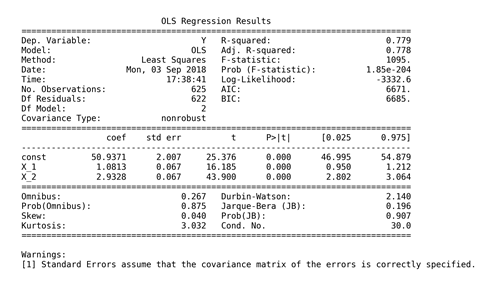 OLS Regression Results
==============================================================================
Dep. Variable: Y R-squared: 0.779
Model: OLS Adj. R-squared: 0.778
Method: Least Squares F-statistic: 1095.
Date: Mon, 03 Sep 2018 Prob (F-statistic): 1.85e-204
Time: 17:38:41 Log-Likelihood: -3332.6
No. Observations: 625 AIC: 6671.
Df Residuals: 622 BIC: 6685.
Df Model: 2
Covariance Type: nonrobust
==============================================================================
coef std err t P>|t| [0.025 0.975]
------------------------------------------------------------------------------
const 50.9371 2.007 25.376 0.000 46.995 54.879
X_1 1.0813 0.067 16.185 0.000 0.950 1.212
X_2 2.9328 0.067 43.900 0.000 2.802 3.064
==============================================================================
Omnibus: 0.267 Durbin-Watson: 2.140
Prob(Omnibus): 0.875 Jarque-Bera (JB): 0.196
Skew: 0.040 Prob(JB): 0.907
Kurtosis: 3.032 Cond. No. 30.0
==============================================================================
Warnings:
[1] Standard Errors assume that the covariance matrix of the errors is correctly specified.